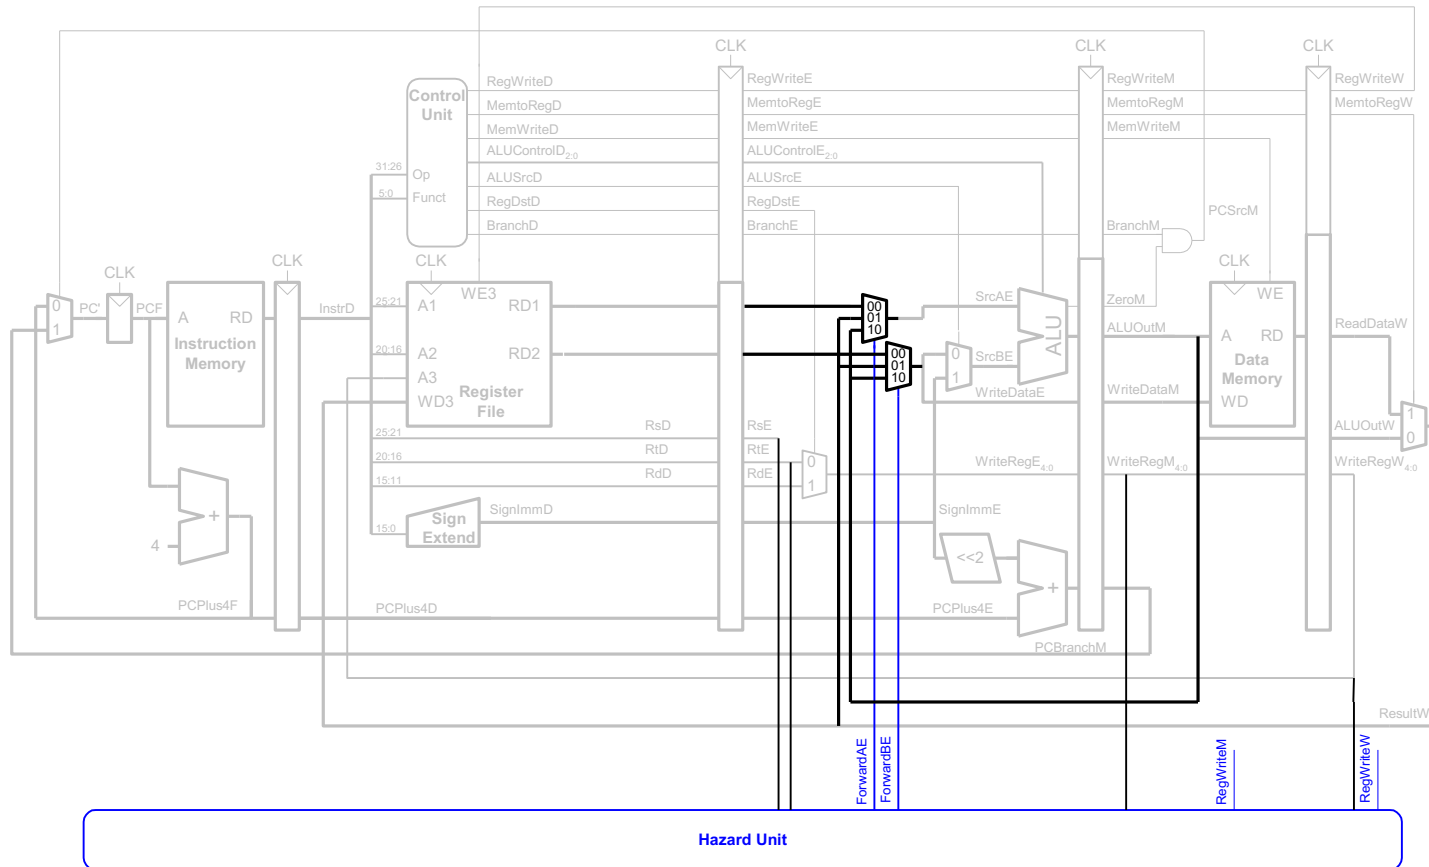 CLK CLK CLK
RegWriteD RegWriteE RegWriteM RegWriteW
Control
Unit
MemtoRegD MemtoRegE MemtoRegM MemtoRegW
MemWriteD MemWriteE MemWriteM
ALUControlD2:0 ALUControlE2:0
31:26 Op
ALUSrcD ALUSrcE
5:0 Funct
RegDstD RegDstE PCSrcM
BranchD BranchE BranchM
CLK CLK CLK CLK
WE3 WE
0 PC' PCF
1
A RD InstrD 25:21 A1 RD1 00 SrcAE ZeroM
01
10
ALU ALUOutM A RD ReadDataW
Instruction
Memory
20:16 A2 RD2 00 0 SrcBE
01
10 1
Data
Memory
A3
Register
File
WD3 WriteDataE WriteDataM WD
1
0
ALUOutW
25:21 RsD RsE
20:16 RtD RtE 0 WriteRegE4:0 WriteRegM4:0 WriteRegW4:0
15:11 RdD RdE 1
Sign
Extend
SignImmD SignImmE
15:0
+
4
<<2
+
PCPlus4F PCPlus4D PCPlus4E
PCBranchM
ResultW
ForwardAE
ForwardBE
RegWriteM
RegWriteW
Hazard Unit